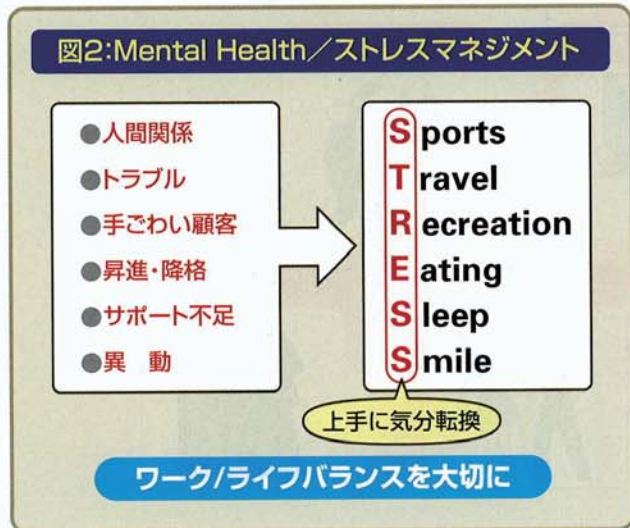 図2:Mental Health／ストレスマネジメント
●人間関係
●トラブル
●手ごわい顧客
●昇進・降格
●サポート不足
●異　動
Sports
Travel
Recreation
Eating
Sleep
Smile
上手に気分転換
ワーク/ライフバランスを大切に